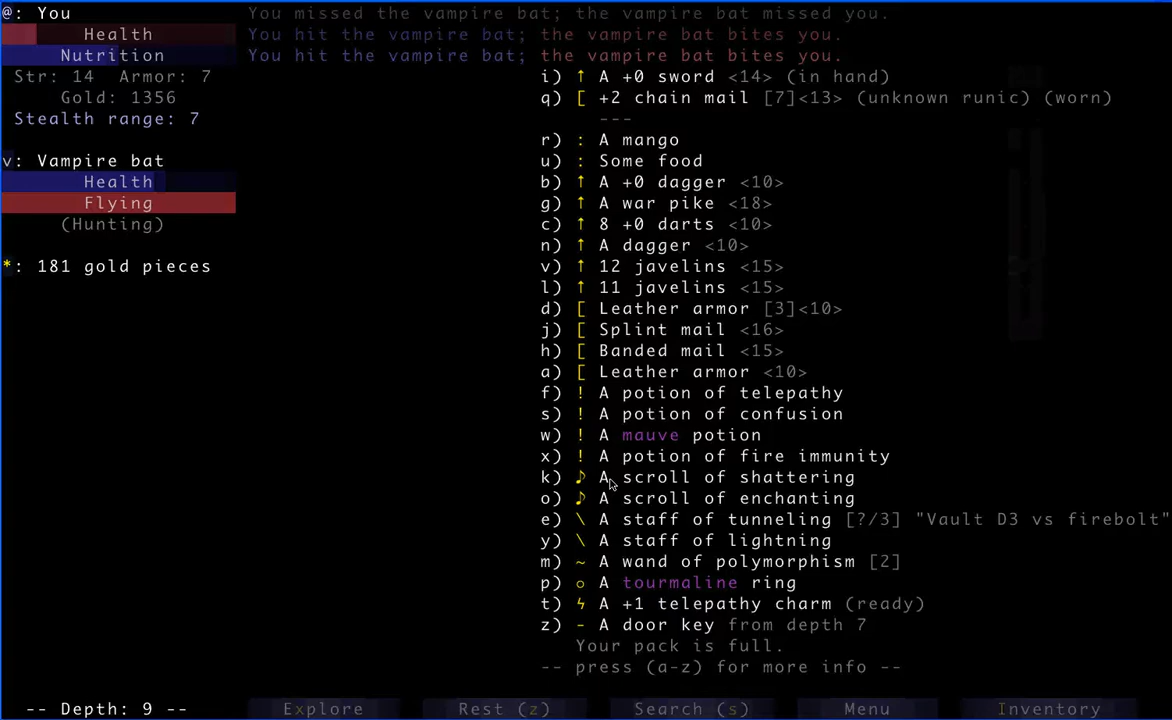 @: You
You missed the vampire bat; the vampire bat missed you.
Health
You hit the vampire bat; the vampire bat bites you.
Nutrition
You hit the vampire bat; the vampire bat bites you.
Str: 14 Armor: 7
Gold: 1356
Stealth range: 7
v: Vampire bat
Health
Flying
(Hunting)
*: 181 gold pieces
i) ↑ A +0 sword <14> (in hand)
q) [ +2 chain mail [7]<13> (unknown runic) (worn)
---
r) : A mango
u) : Some food
b) ↑ A +0 dagger <10>
g) ↑ A war pike <18>
c) ↑ 8 +0 darts <10>
n) ↑ A dagger <10>
v) ↑ 12 javelins <15>
l) ↑ 11 javelins <15>
d) [ Leather armor [3]<10>
j) [ Splint mail <16>
h) [ Banded mail <15>
a) [ Leather armor <10>
f) ! A potion of telepathy
s) ! A potion of confusion
w) ! A mauve potion
x) ! A potion of fire immunity
k) ♪ A scroll of shattering
o) ♪ A scroll of enchanting
e) \ A staff of tunneling [?/3] "Vault D3 vs firebolt"
y) \ A staff of lightning
m) ~ A wand of polymorphism [2]
p) ○ A tourmaline ring
t) ϟ A +1 telepathy charm (ready)
z) - A door key from depth 7
Your pack is full.
-- press (a-z) for more info --
-- Depth: 9 --
Explore
Rest (z)
Search (s)
Menu
Inventory